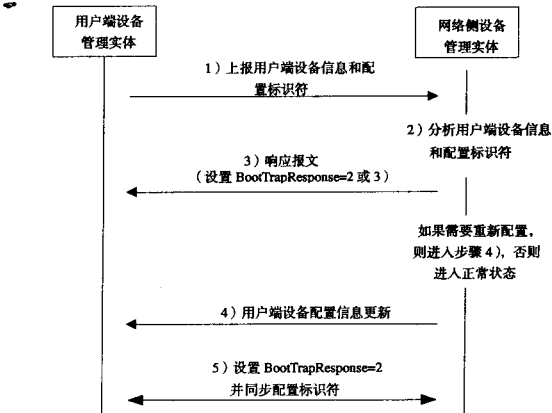 用户端设备
管理实体
网络侧设备
管理实体
1）上报用户端设备信息和配
置标识符
2）分析用户端设备信息
和配置标识符
3）响应报文
（设置 BootTrapResponse=2 或 3）
如果需要重新配置，
则进入步骤 4），否则
进入正常状态
4）用户端设备配置信息更新
5）设置 BootTrapResponse=2
并同步配置标识符